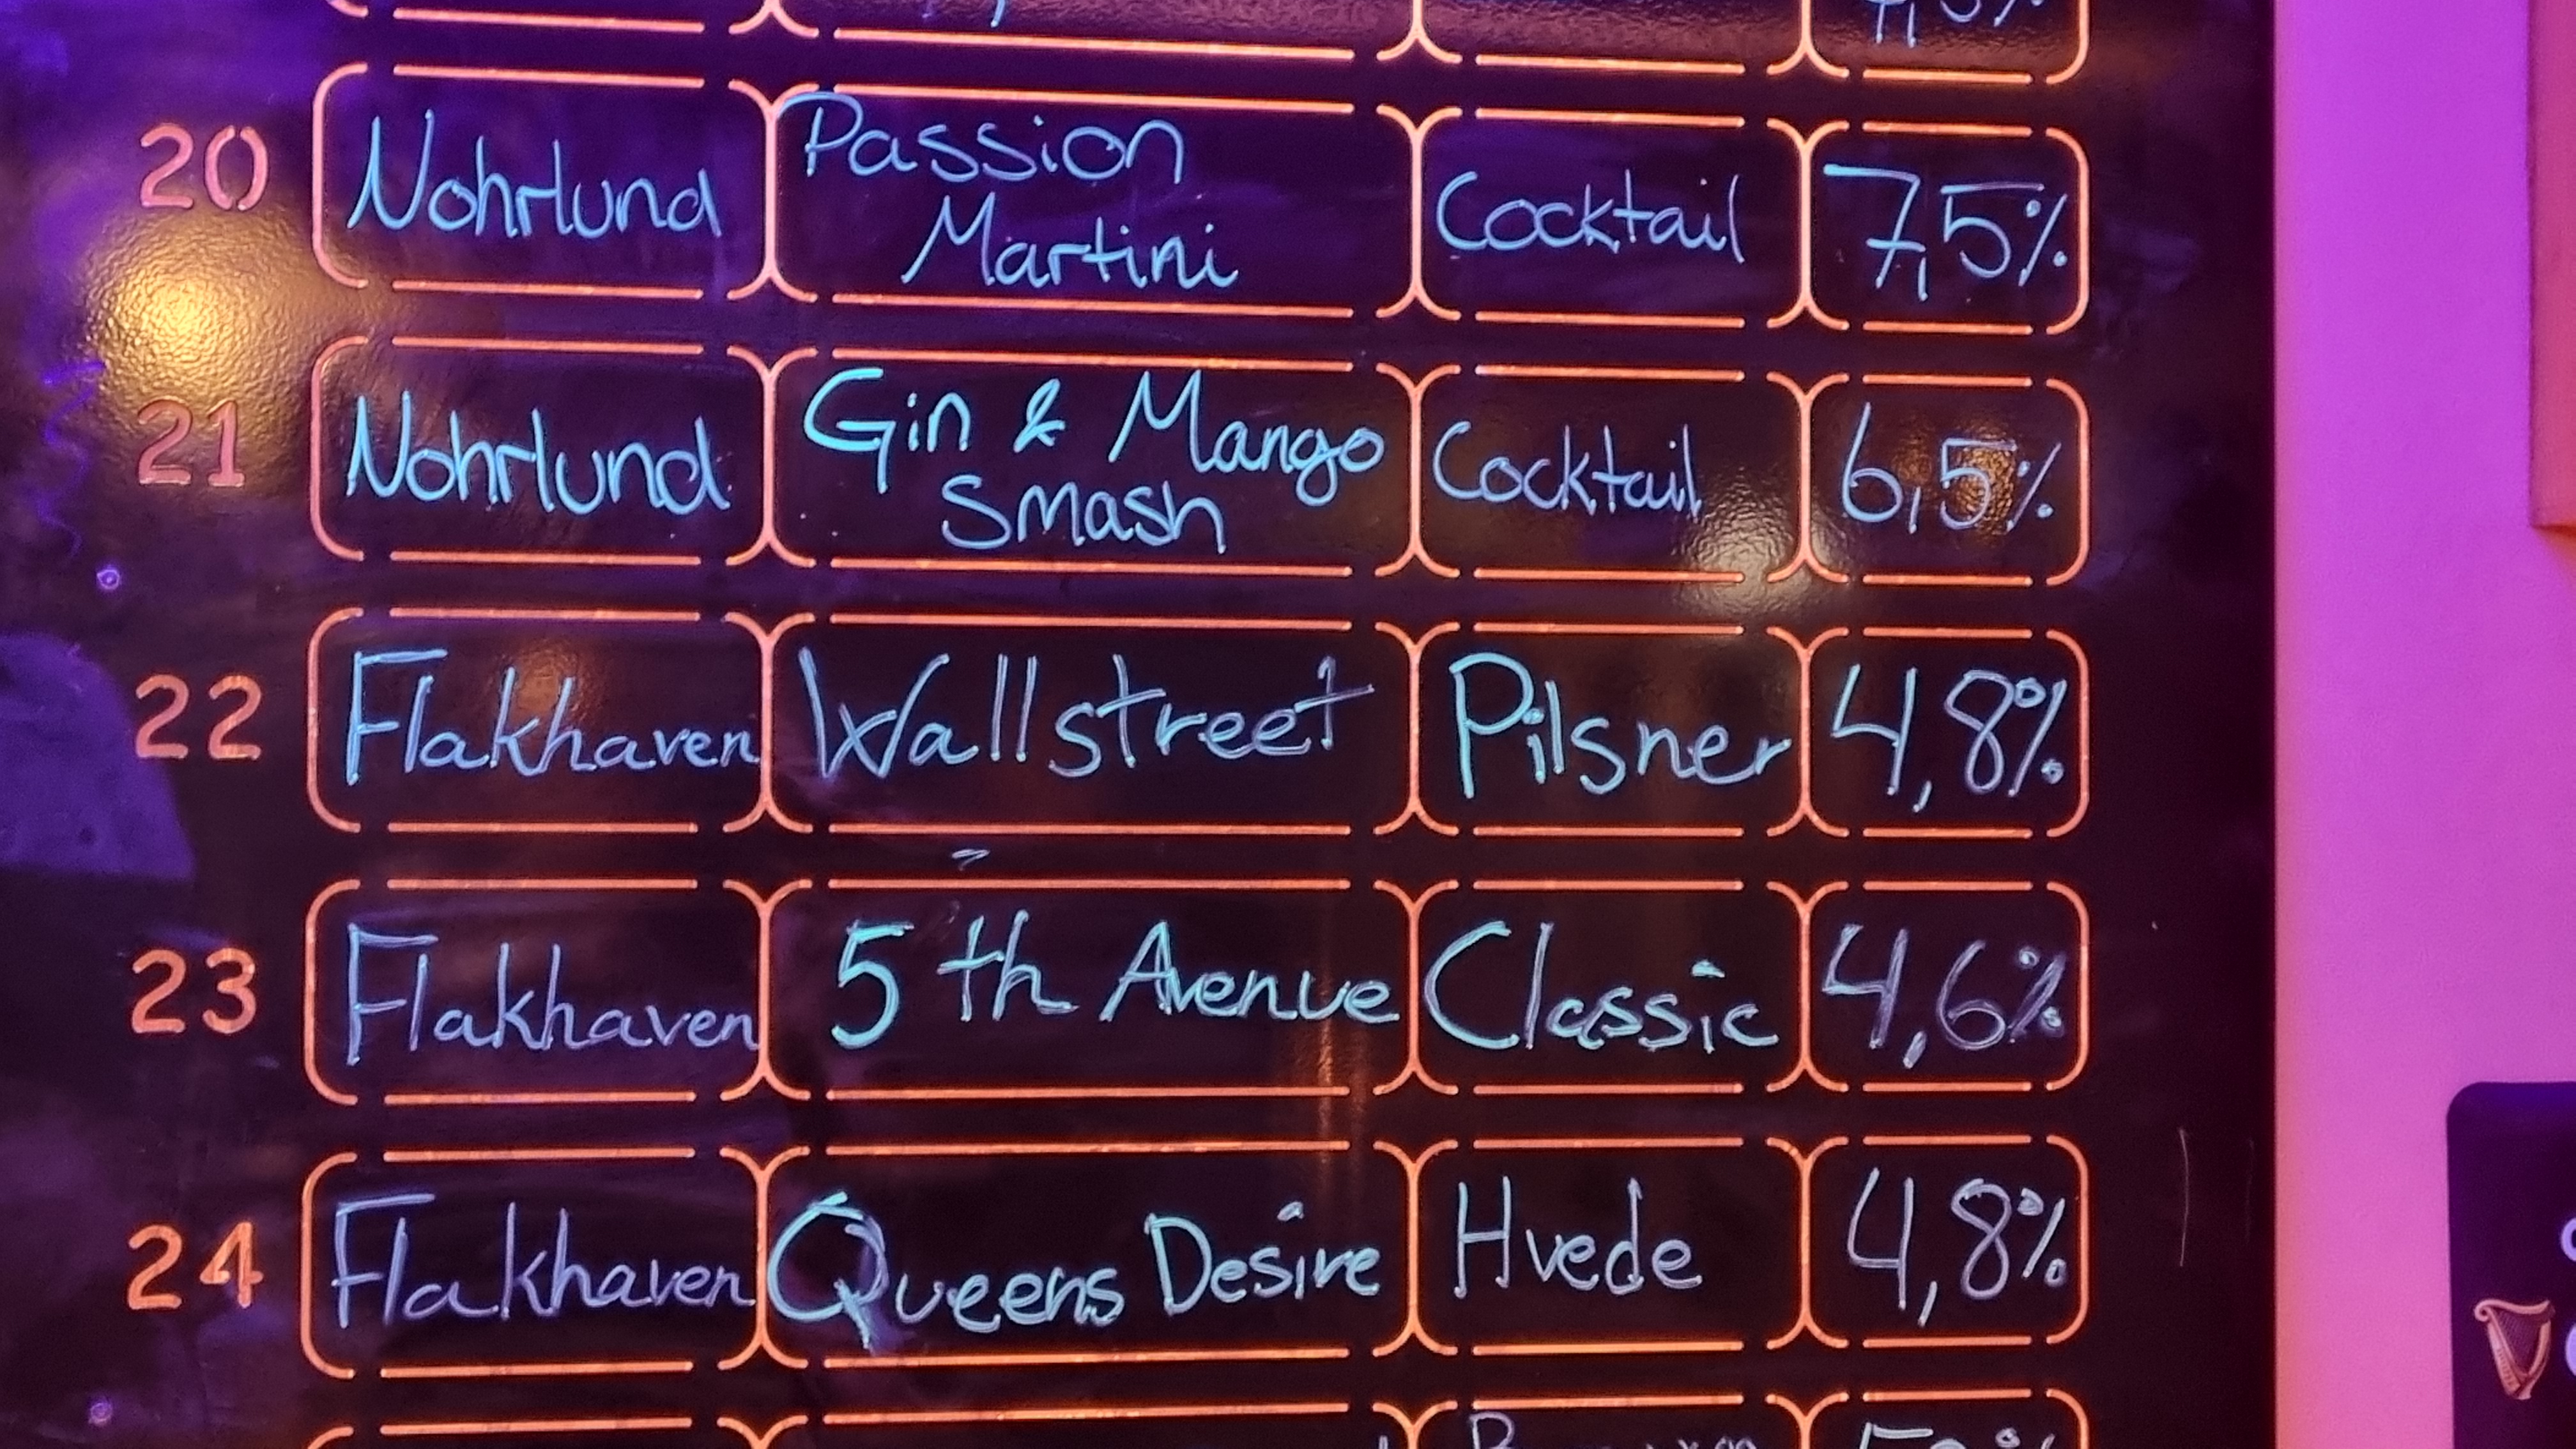 20 Nohrlund Passion Martini Cocktail 7,5%
21 Nohrlund Gin & Mango Smash Cocktail 6,5%
22 Flakhaven Wallstreet Pilsner 4,8%
23 Flakhaven 5th Avenue Classic 4,6%
24 Flakhaven Queens Desire Hvede 4,8%